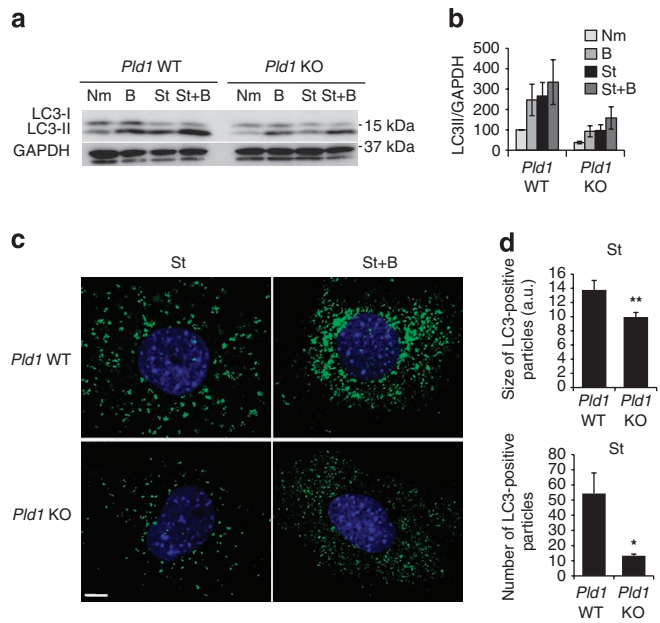 a
Pld1 WT
Pld1 KO
Nm B St St+B Nm B St St+B
LC3-I
LC3-II
GAPDH
-15 kDa
-37 kDa
b
Nm
B
St
St+B
LC3II/GAPDH
500
400
300
200
100
0
Pld1 WT
Pld1 KO
c
St
St+B
Pld1 WT
Pld1 KO
d
St
Size of LC3-positive
particles (a.u.)
16
14
12
10
8
6
4
2
0
**
Pld1 WT
Pld1 KO
St
Number of LC3-positive
particles
80
70
60
50
40
30
20
10
0
*
Pld1 WT
Pld1 KO